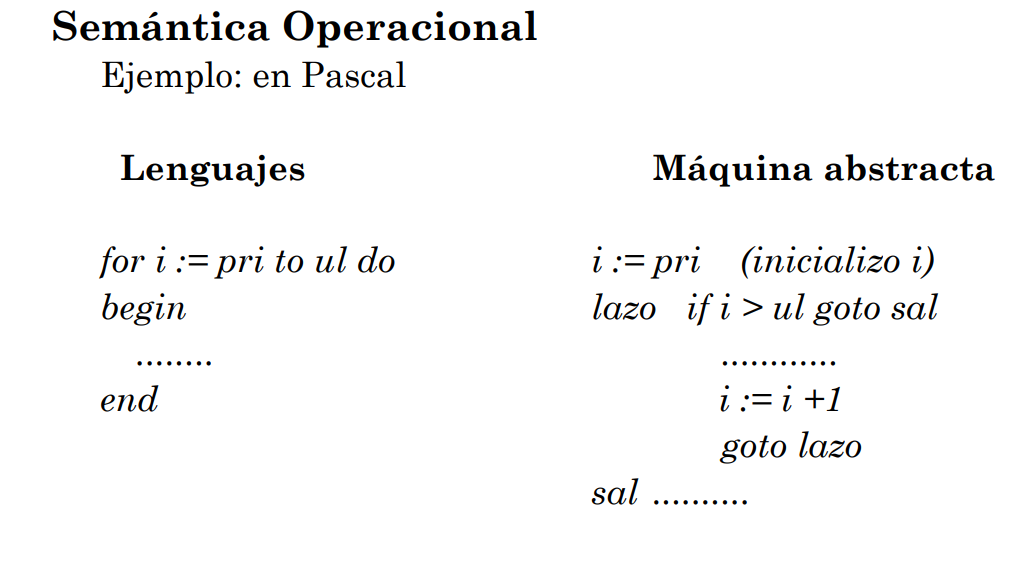 Semántica Operacional
Ejemplo: en Pascal
Lenguajes
Máquina abstracta
for i := pri to ul do
begin
........
end
i := pri (inicializo i)
lazo if i > ul goto sal
............
i := i +1
goto lazo
sal ..........